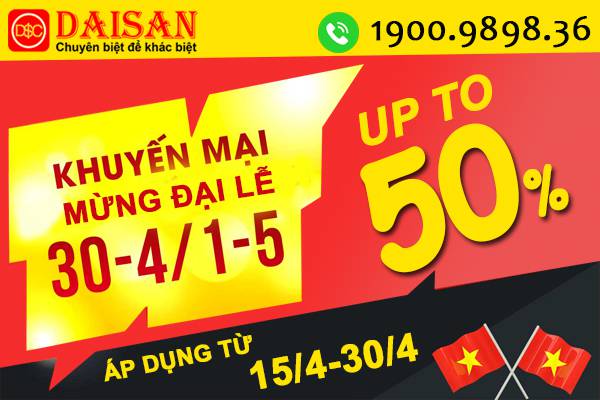 DSC
DAISAN
Chuyên biệt để khác biệt
1900.9898.36
KHUYẾN MẠI
MỪNG ĐẠI LỄ
30-4/1-5
UP TO
50%
ÁP DỤNG TỪ
15/4-30/4